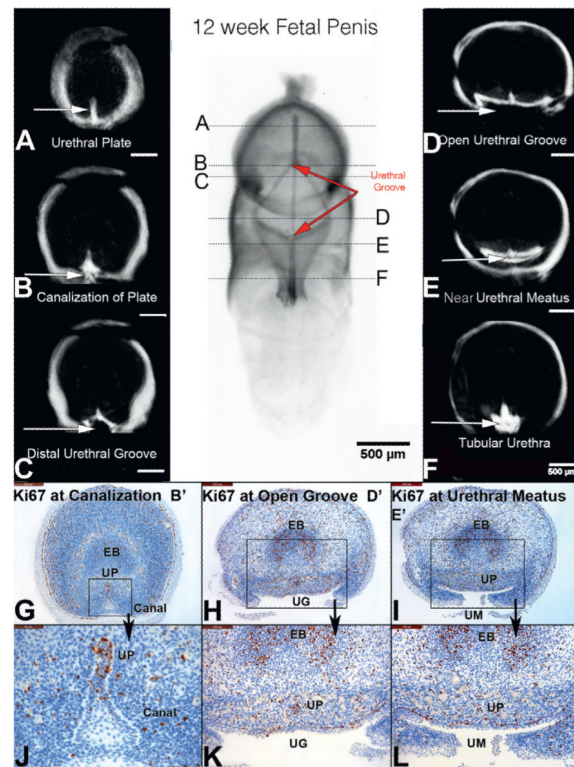 12 week Fetal Penis
A
Urethral Plate
B
Canalization of Plate
C
Distal Urethral Groove
A
B
C
Urethral
Groove
D
E
F
500 µm
D
Open Urethral Groove
E
Near Urethral Meatus
F
Tubular Urethra
500 µm
Ki67 at Canalization B'
EB
UP
Canal
G
Ki67 at Open Groove D'
EB
UG
H
Ki67 at Urethral Meatus
E'
EB
UP
UM
I
UP
Canal
J
EB
UP
UG
K
EB
UP
UM
L